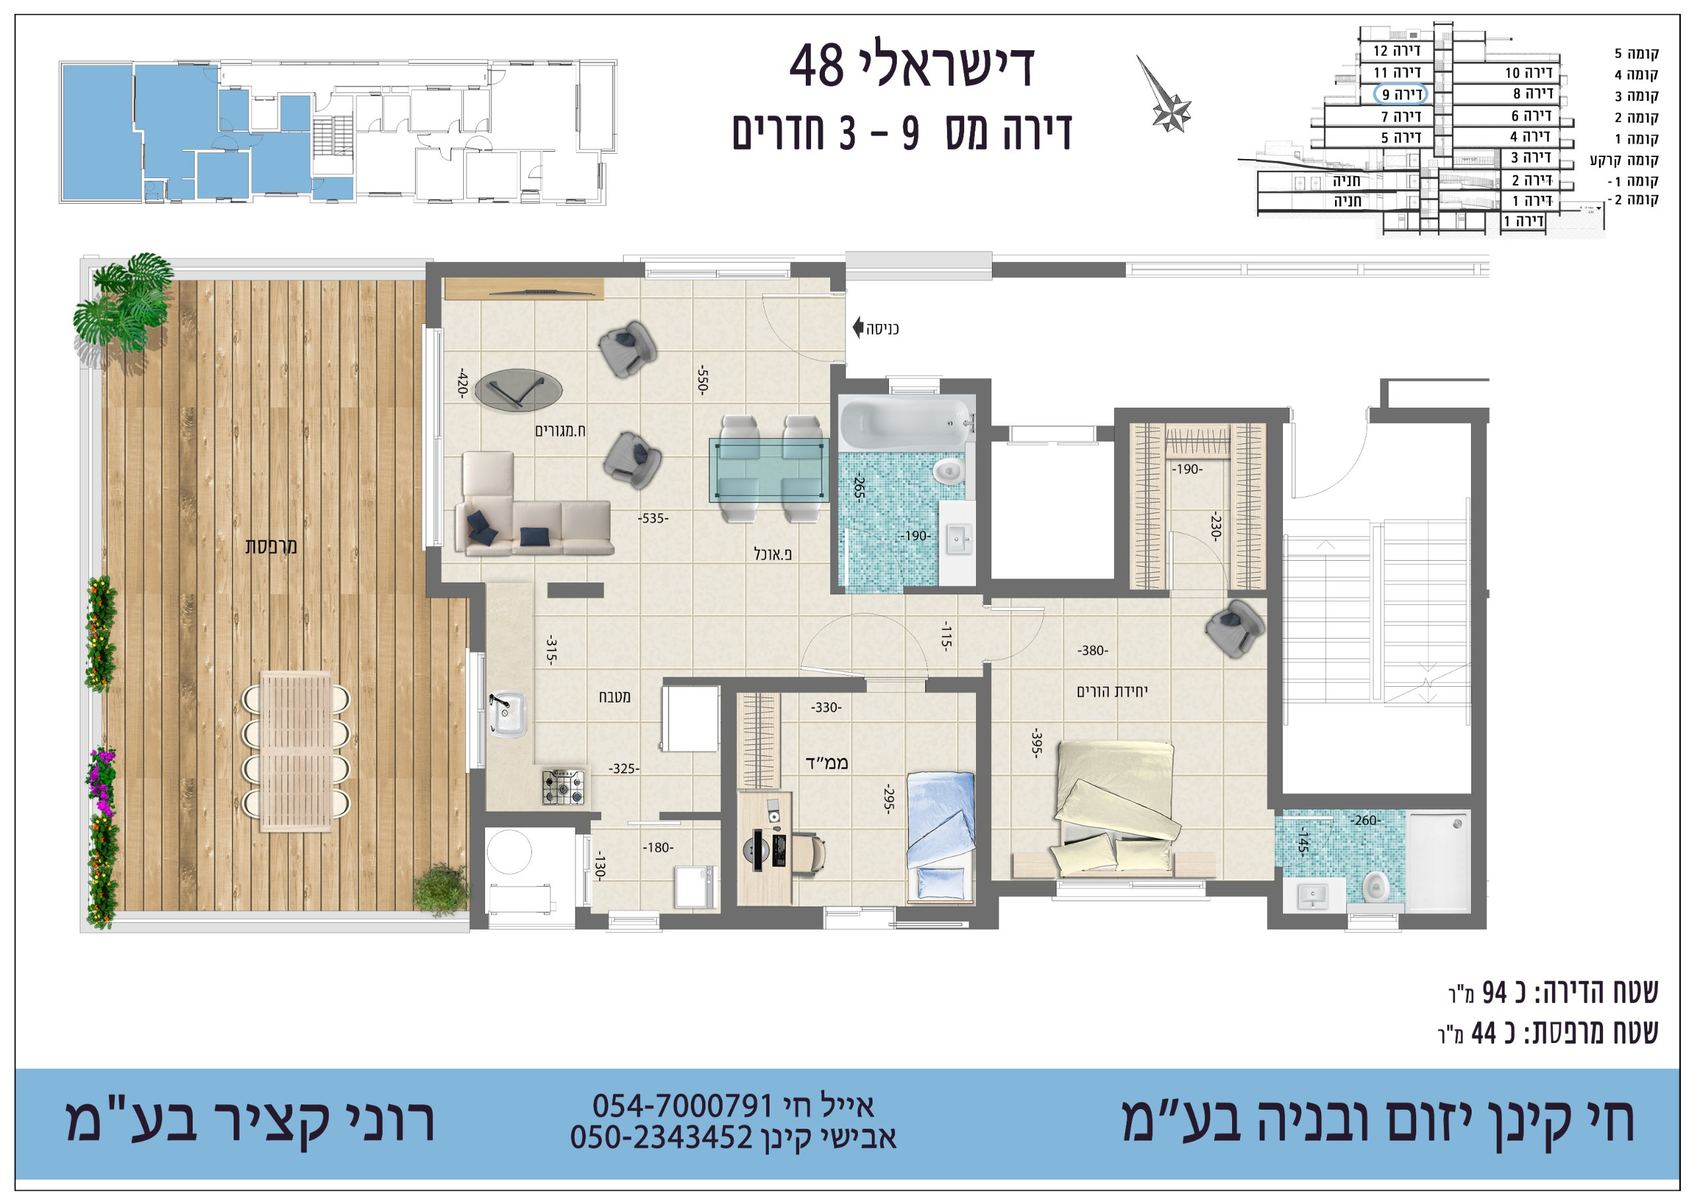 דישראלי 48
דירה מס 9 – 3 חדרים
דירה 12
דירה 11
דירה 9
דירה 7
דירה 5
חניה
חניה
דירה 10
דירה 8
דירה 6
דירה 4
דירה 3
דירה 2
דירה 1
דירה 1
קומה 5
קומה 4
קומה 3
קומה 2
קומה 1
קומה קרקע
קומה 1-
קומה 2-
כניסה
-420-
-550-
ח.מגורים
-535-
פ.אוכל
מרפסת
-265-
-190-
-190-
-230-
-115-
-380-
יחידת הורים
-395-
-315-
מטבח
-325-
-330-
ממ״ד
-295-
-180-
-130-
-260-
-145-
שטח הדירה: כ 94 מ"ר
שטח מרפסת: כ 44 מ"ר
חי קינן יזום ובניה בע״מ
אייל חי 054-7000791
אבישי קינן 050-2343452
רוני קציר בע"מ